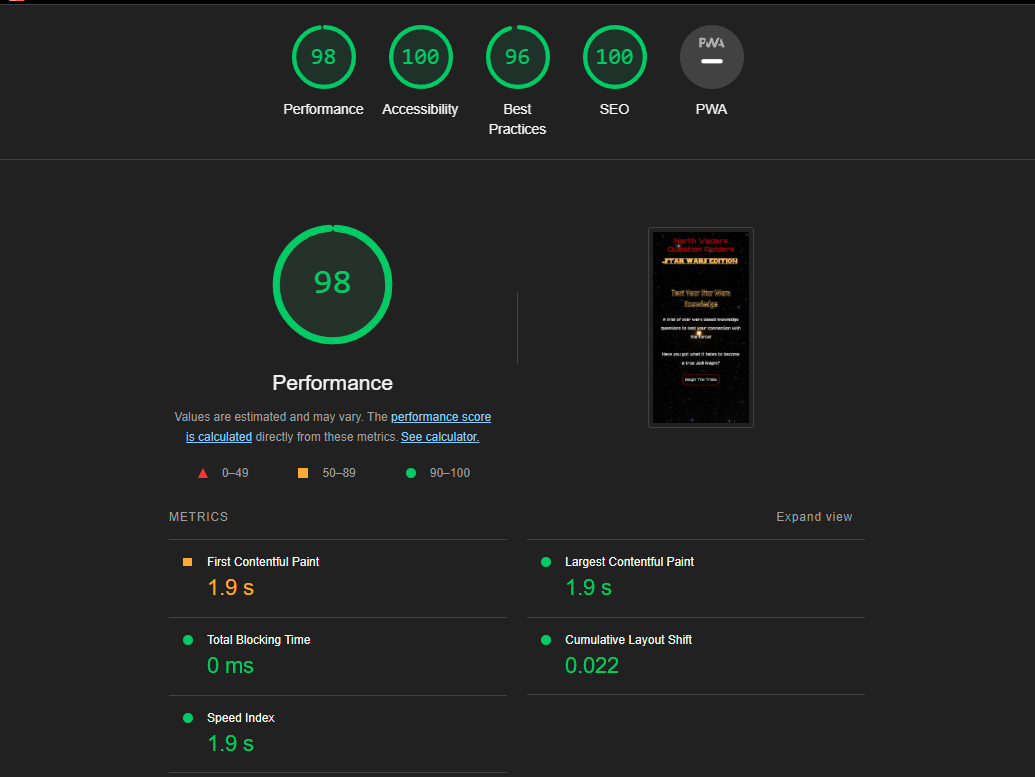 98
100
96
100
PWA
Performance
Accessibility
Best
Practices
SEO
PWA
98
North Vaders
Question Raiders
STAR WARS EDITION
Test Your Star Wars
Knowledge
A trial of star wars based knowledge
questions to test your connection with
the force!
Have you got what it takes to become
a true Jedi Knight?
Begin The Trials
Performance
Values are estimated and may vary. The performance score
is calculated directly from these metrics. See calculator.
0–49
50–89
90–100
METRICS
Expand view
First Contentful Paint
1.9 s
Largest Contentful Paint
1.9 s
Total Blocking Time
0 ms
Cumulative Layout Shift
0.022
Speed Index
1.9 s